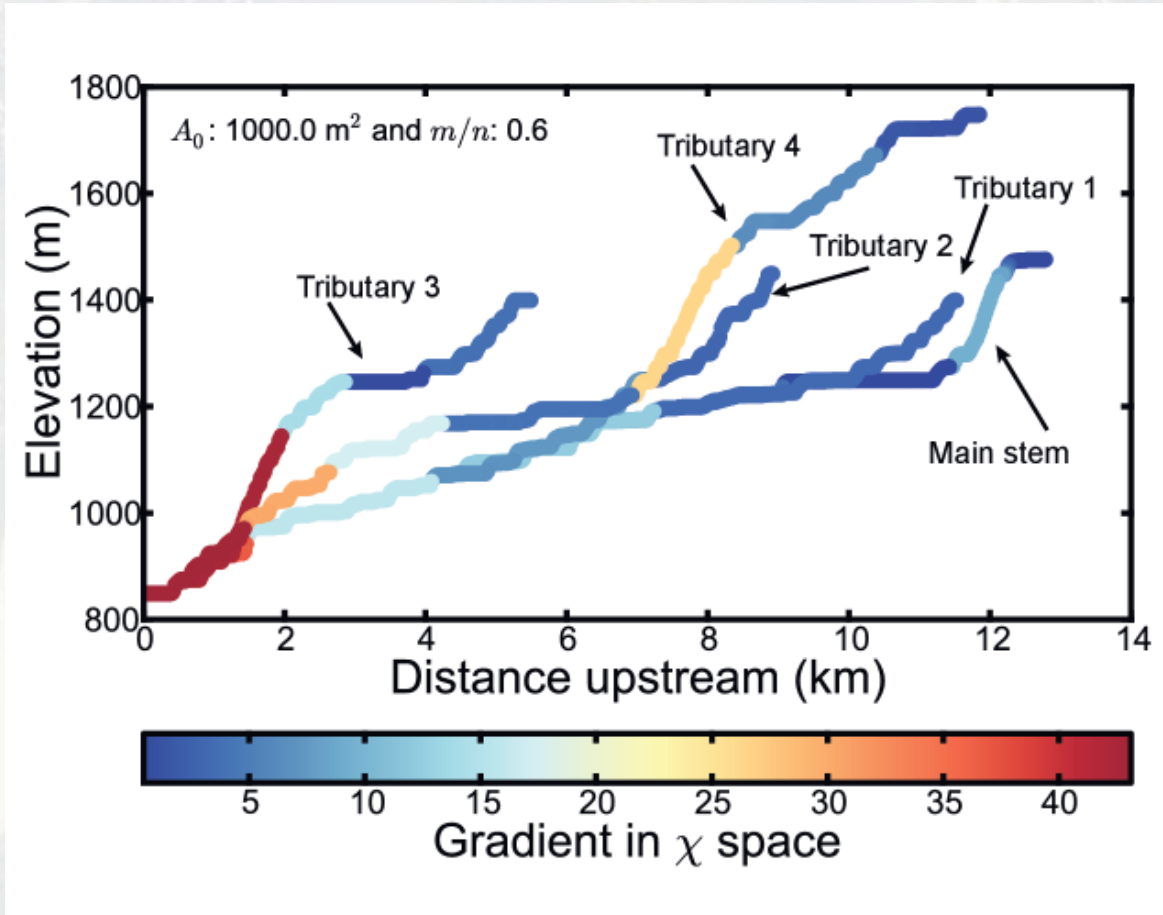 1800
A₀: 1000.0 m² and m/n: 0.6
Tributary 4
1600
Tributary 1
Tributary 2
Tributary 3
1400
1200
Main stem
1000
800
Elevation (m)
0 2 4 6 8 10 12 14
Distance upstream (km)
5 10 15 20 25 30 35 40
Gradient in χ space